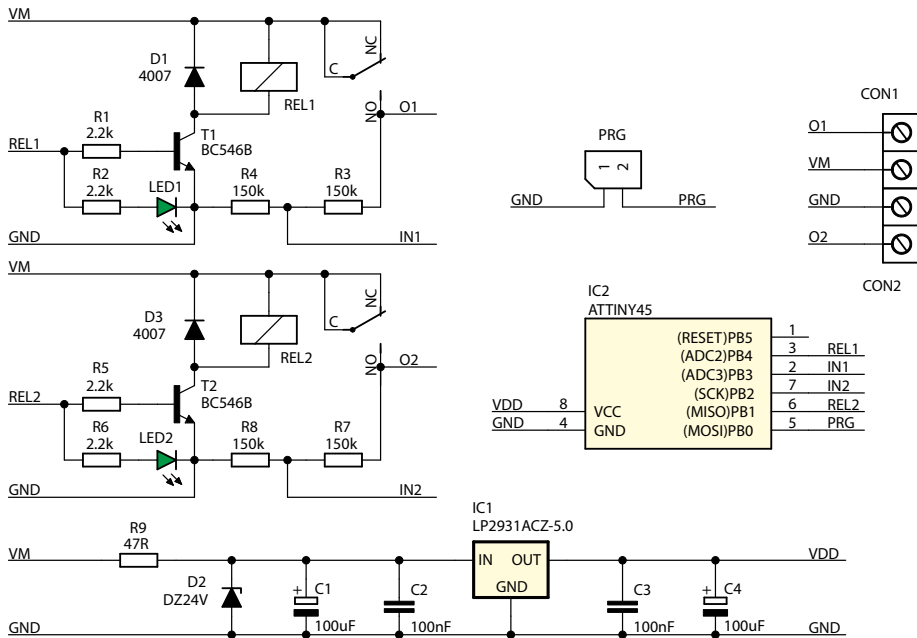 VM
D1
4007
REL1
C
NC
NO
O1
R1
2.2k
T1
BC546B
REL1
R2
2.2k
LED1
R4
150k
R3
150k
GND
IN1
PRG
1 2
GND
PRG
CON1
O1
VM
GND
O2
CON2
VM
D3
4007
REL2
C
NC
NO
O2
R5
2.2k
T2
BC546B
REL2
R6
2.2k
LED2
R8
150k
R7
150k
GND
IN2
IC2
ATTINY45
(RESET)PB5 1
(ADC2)PB4 3 REL1
(ADC3)PB3 2 IN1
(SCK)PB2 7 IN2
VDD 8 VCC (MISO)PB1 6 REL2
GND 4 GND (MOSI)PB0 5 PRG
IC1
LP2931ACZ-5.0
VM
R9
47R
IN OUT
GND
VDD
D2
DZ24V
+ C1
100uF
C2
100nF
C3
100nF
+ C4
100uF
GND
GND